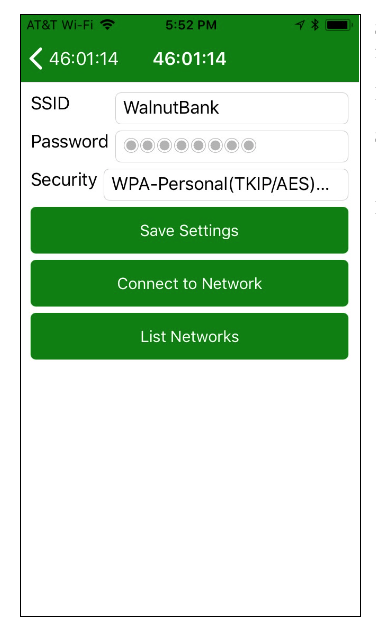 AT&T Wi-Fi 5:52 PM
46:01:14 46:01:14
SSID WalnutBank
Password
Security WPA-Personal(TKIP/AES)...
Save Settings
Connect to Network
List Networks